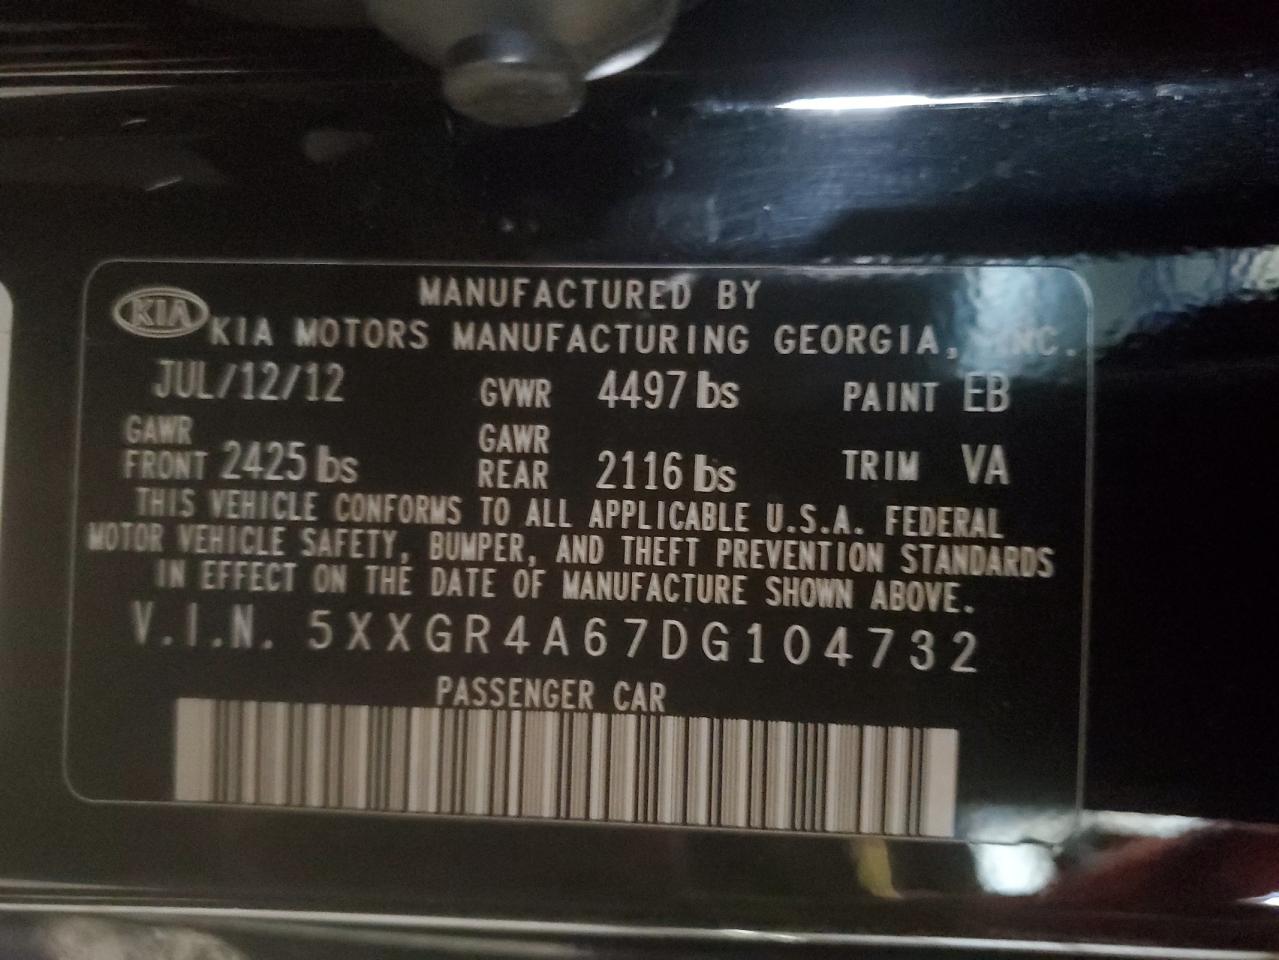 MANUFACTURED BY
KIA KIA MOTORS MANUFACTURING GEORGIA, INC.
JUL/12/12 GVWR 4497 lbs PAINT EB
GAWR FRONT 2425 lbs GAWR REAR 2116 lbs TRIM VA
THIS VEHICLE CONFORMS TO ALL APPLICABLE U.S.A. FEDERAL
MOTOR VEHICLE SAFETY, BUMPER, AND THEFT PREVENTION STANDARDS
IN EFFECT ON THE DATE OF MANUFACTURE SHOWN ABOVE.
V.I.N. 5XXGR4A67DG104732
PASSENGER CAR